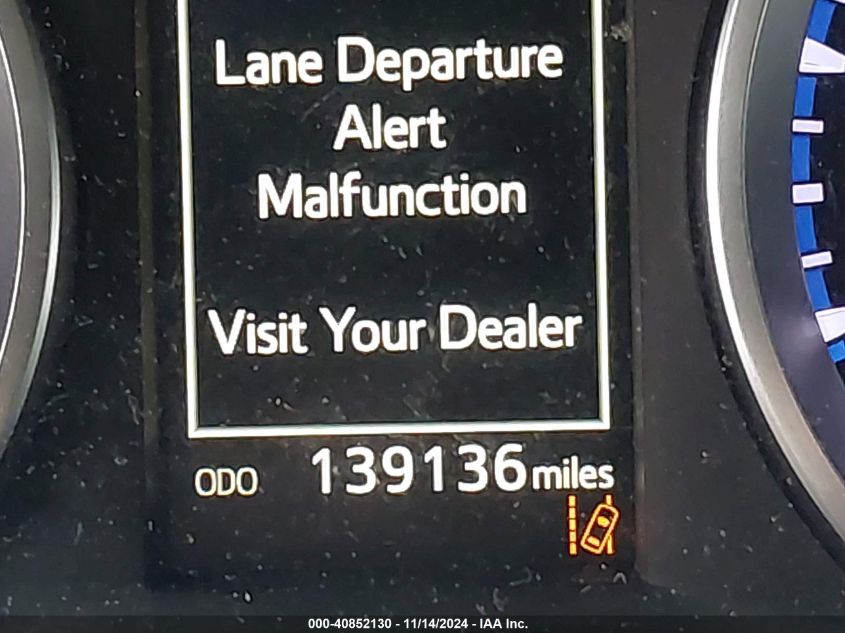 Lane Departure
Alert
Malfunction
Visit Your Dealer
ODO 139136 miles
000-40852130 - 11/14/2024 - IAA Inc.